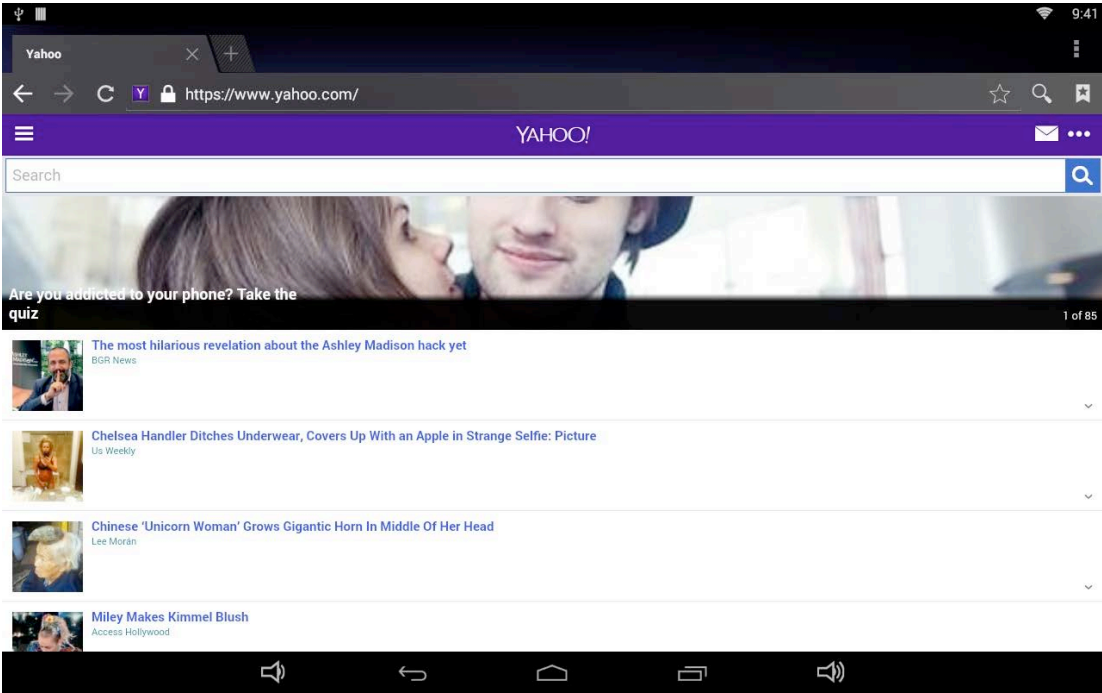 9:41
Yahoo
https://www.yahoo.com/
YAHOO!
Search
Are you addicted to your phone? Take the
quiz
1 of 85
The most hilarious revelation about the Ashley Madison hack yet
BGR News
Chelsea Handler Ditches Underwear, Covers Up With an Apple in Strange Selfie: Picture
Us Weekly
Chinese ‘Unicorn Woman’ Grows Gigantic Horn In Middle Of Her Head
Lee Moran
Miley Makes Kimmel Blush
Access Hollywood